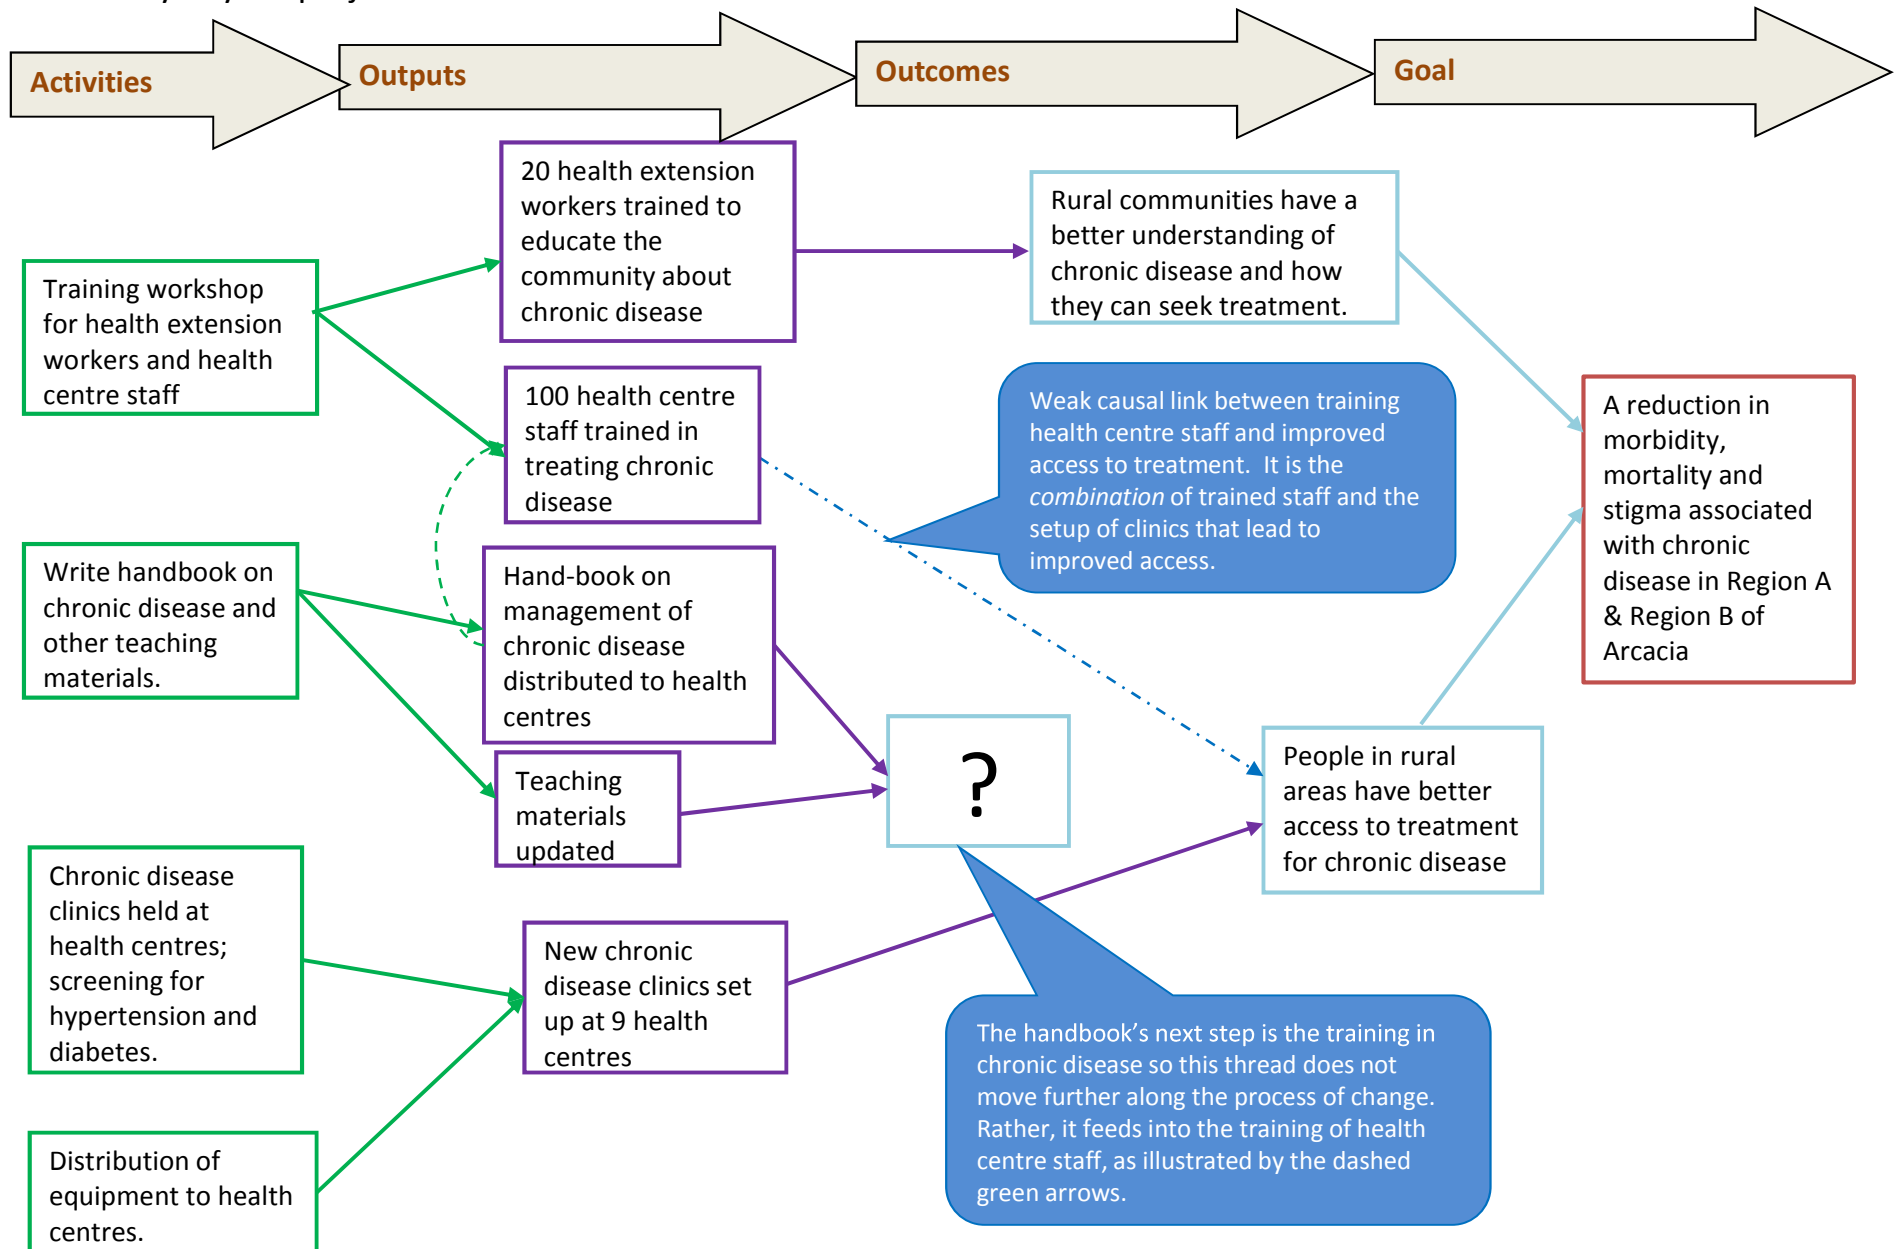 Activities
Outputs
Outcomes
Goal
20 health extension
workers trained to
educate the
community about
chronic disease
Rural communities have a
better understanding of
chronic disease and how
they can seek treatment.
Training workshop
for health extension
workers and health
centre staff
100 health centre
staff trained in
treating chronic
disease
Weak causal link between training
health centre staff and improved
access to treatment. It is the
combination of trained staff and the
setup of clinics that lead to
improved access.
A reduction in
morbidity,
mortality and
stigma associated
with chronic
disease in Region A
& Region B of
Arcacia
Write handbook on
chronic disease and
other teaching
materials.
Hand-book on
management of
chronic disease
distributed to health
centres
Teaching
materials
updated
?
People in rural
areas have better
access to treatment
for chronic disease
Chronic disease
clinics held at
health centres;
screening for
hypertension and
diabetes.
New chronic
disease clinics set
up at 9 health
centres
The handbook’s next step is the training in
chronic disease so this thread does not
move further along the process of change.
Rather, it feeds into the training of health
centre staff, as illustrated by the dashed
green arrows.
Distribution of
equipment to health
centres.